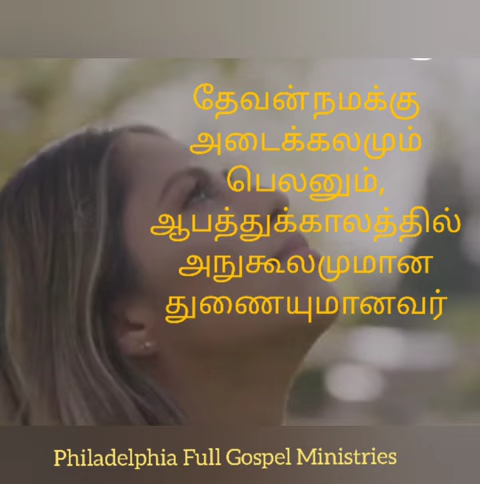 தேவன்நமக்கு
அடைக்கலமும்
பெலனும்,
ஆபத்துக்காலத்தில்
அநுகூலமுமான
துணையுமானவர்
Philadelphia Full Gospel Ministries